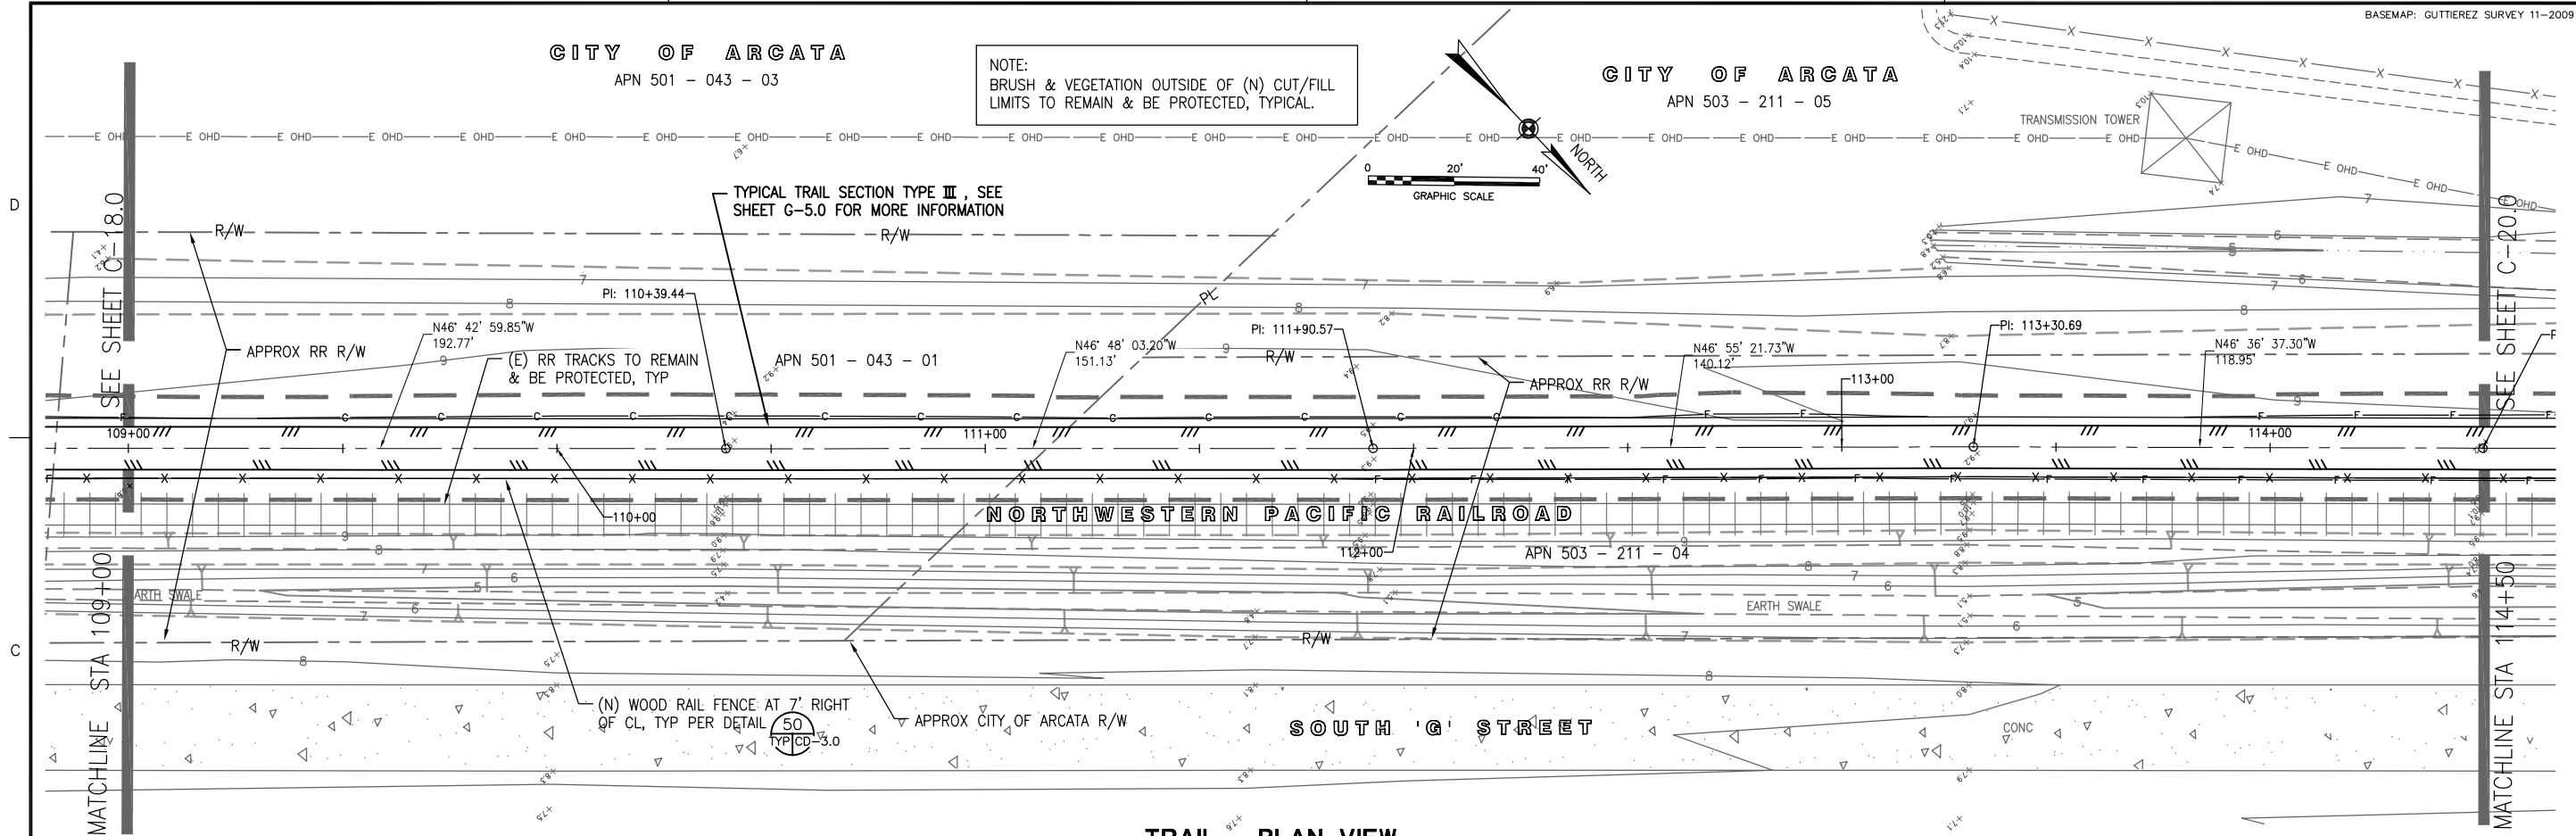 BASEMAP: GUTTIEREZ SURVEY 11-2009
CITY OF ARCATA
APN 501 - 043 - 03
NOTE:
BRUSH & VEGETATION OUTSIDE OF (N) CUT/FILL
LIMITS TO REMAIN & BE PROTECTED, TYPICAL.
CITY OF ARCATA
APN 503 - 211 - 05
TRANSMISSION TOWER
E OHD
NORTH
0 20' 40'
GRAPHIC SCALE
D
TYPICAL TRAIL SECTION TYPE III, SEE
SHEET G-5.0 FOR MORE INFORMATION
R/W
R/W
PL
SEE SHEET C-18.0
SEE SHEET C-20.0
PI: 110+39.44
N46° 42' 59.85"W
192.77'
APPROX RR R/W
(E) RR TRACKS TO REMAIN
& BE PROTECTED, TYP
APN 501 - 043 - 01
N46° 48' 03.20"W
151.13'
PI: 111+90.57
R/W
APPROX RR R/W
N46° 55' 21.73"W
140.12'
113+00
PI: 113+30.69
N46° 36' 37.30"W
118.95'
109+00
111+00
114+00
110+00
NORTHWESTERN PACIFIC RAILROAD
112+00
APN 503 - 211 - 04
ARTH SWALE
EARTH SWALE
R/W
R/W
C
MATCHLINE STA 109+00
MATCHLINE STA 114+50
(N) WOOD RAIL FENCE AT 7' RIGHT
OF CL, TYP PER DETAIL
50
TYP CD-3.0
APPROX CITY OF ARCATA R/W
SOUTH 'G' STREET
CONC
TRAIL - PLAN VIEW